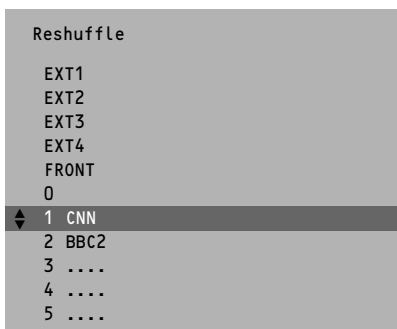 Reshuffle
EXT1
EXT2
EXT3
EXT4
FRONT
0
1 CNN
2 BBC2
3 ....
4 ....
5 ....